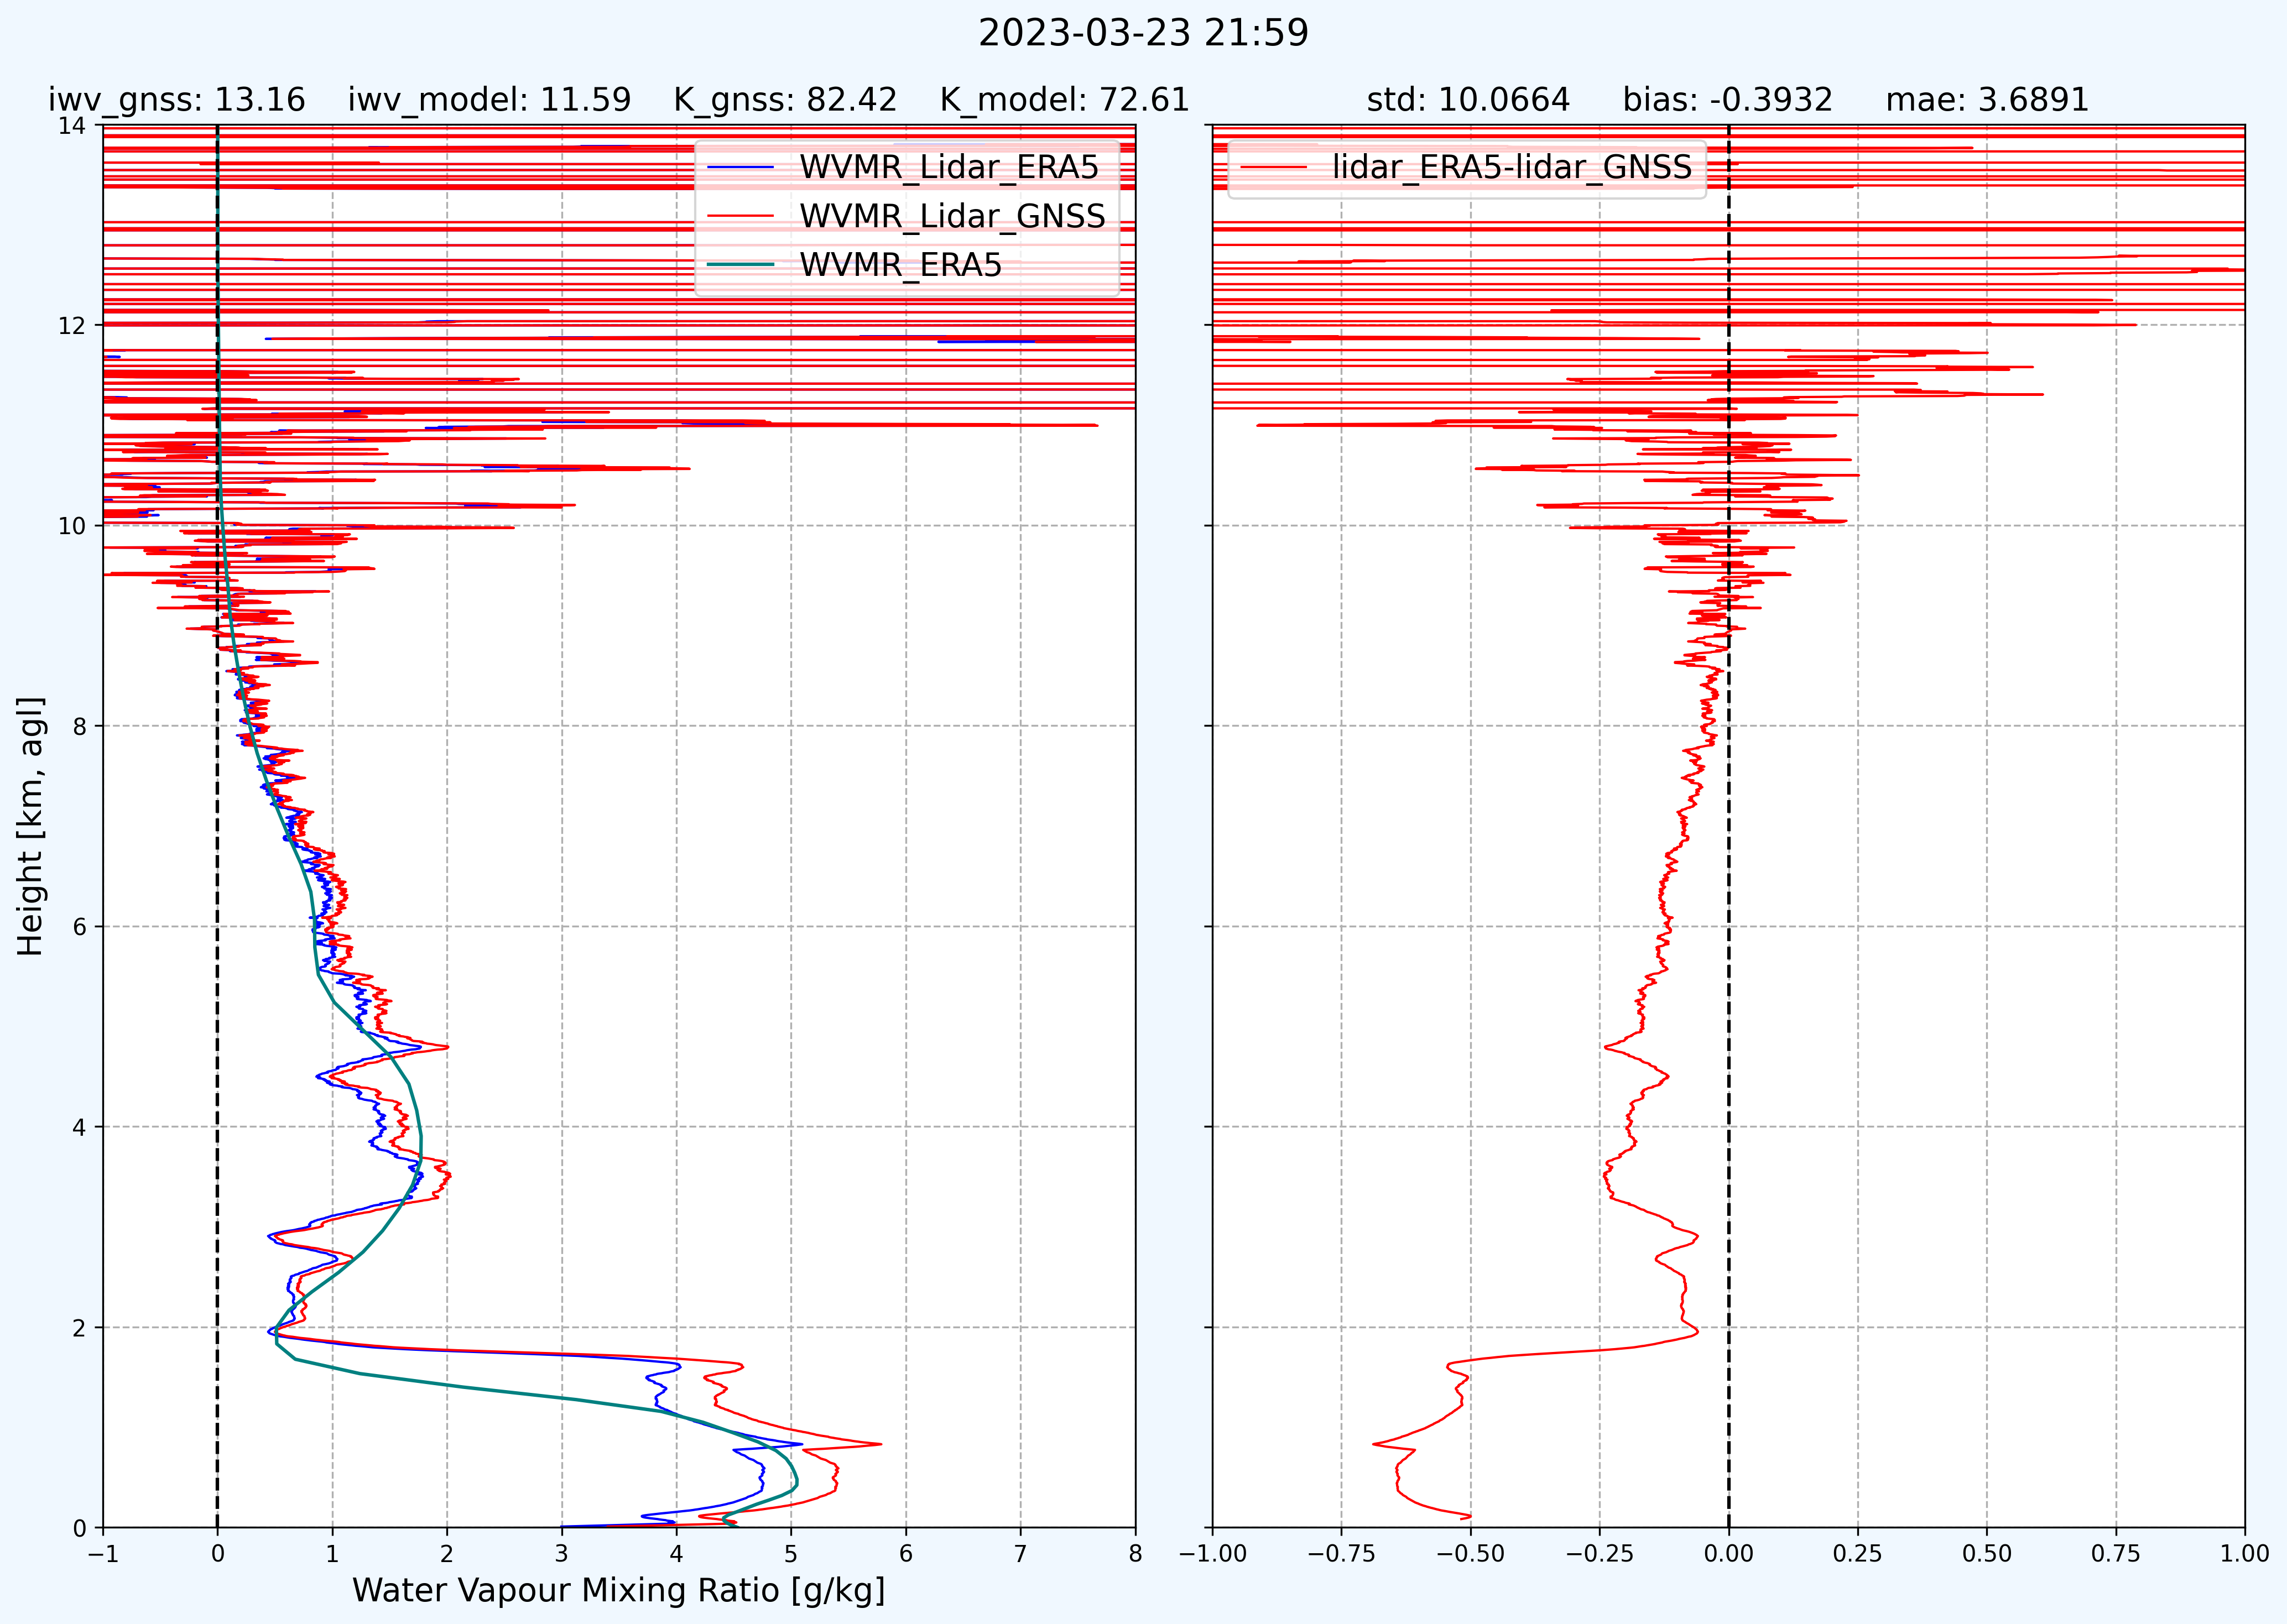 2023-03-23 21:59
iwv_gnss: 13.16 iwv_model: 11.59 K_gnss: 82.42 K_model: 72.61
std: 10.0664 bias: -0.3932 mae: 3.6891
WVMR_Lidar_ERA5
WVMR_Lidar_GNSS
WVMR_ERA5
lidar_ERA5-lidar_GNSS
Height [km, agl]
14
12
10
8
6
4
2
0
−1 0 1 2 3 4 5 6 7 8
−1.00 −0.75 −0.50 −0.25 0.00 0.25 0.50 0.75 1.00
Water Vapour Mixing Ratio [g/kg]